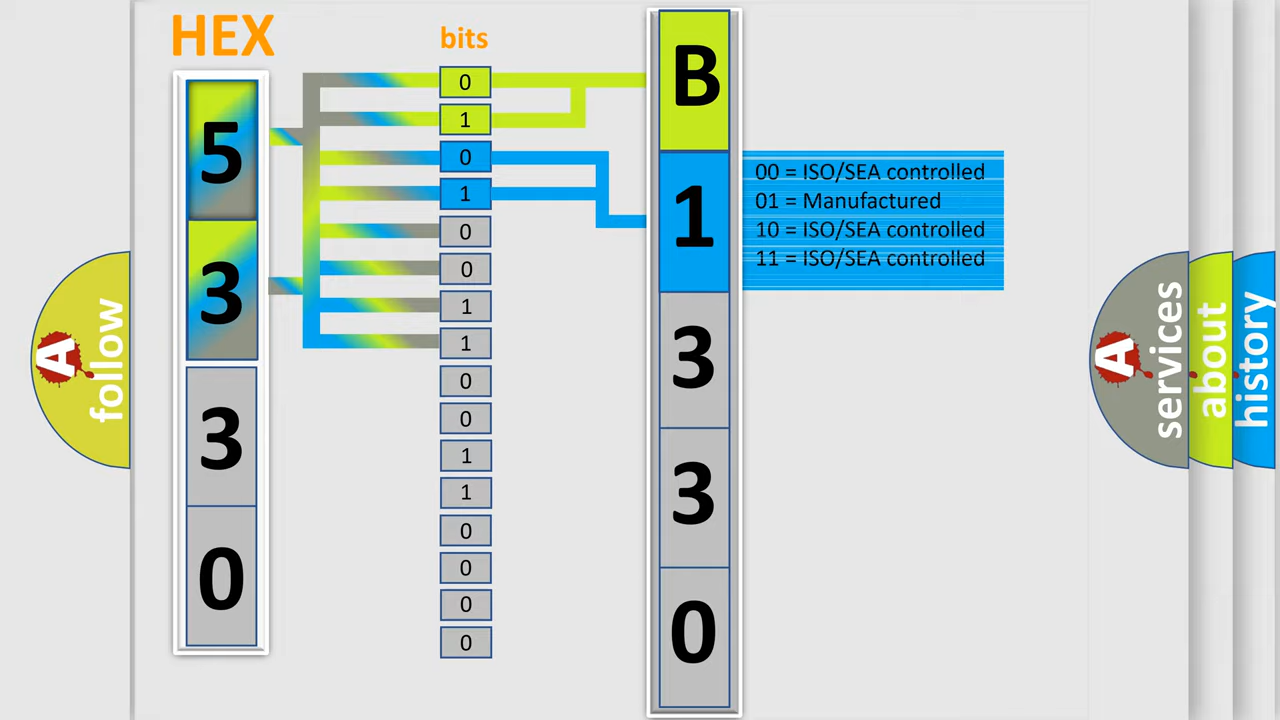 HEX
bits
5
3
3
0
0
1
0
1
0
0
1
1
0
0
1
1
0
0
0
0
B
1
3
3
0
00 = ISO/SEA controlled
01 = Manufactured
10 = ISO/SEA controlled
11 = ISO/SEA controlled
A
follow
A
services
about
history